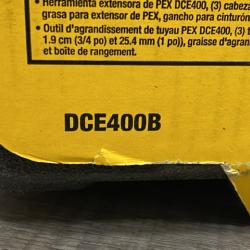 • Herramienta extensora de PEX DCE400, (3) cabeza
grasa para extensor de PEX, gancho para cinturón
• Outil d'agrandissement de tuyau PEX DCE400, (3) t
1.9 cm (3/4 po) et 25.4 mm (1 po)), graisse d'agran
et boîte de rangement.
DCE400B